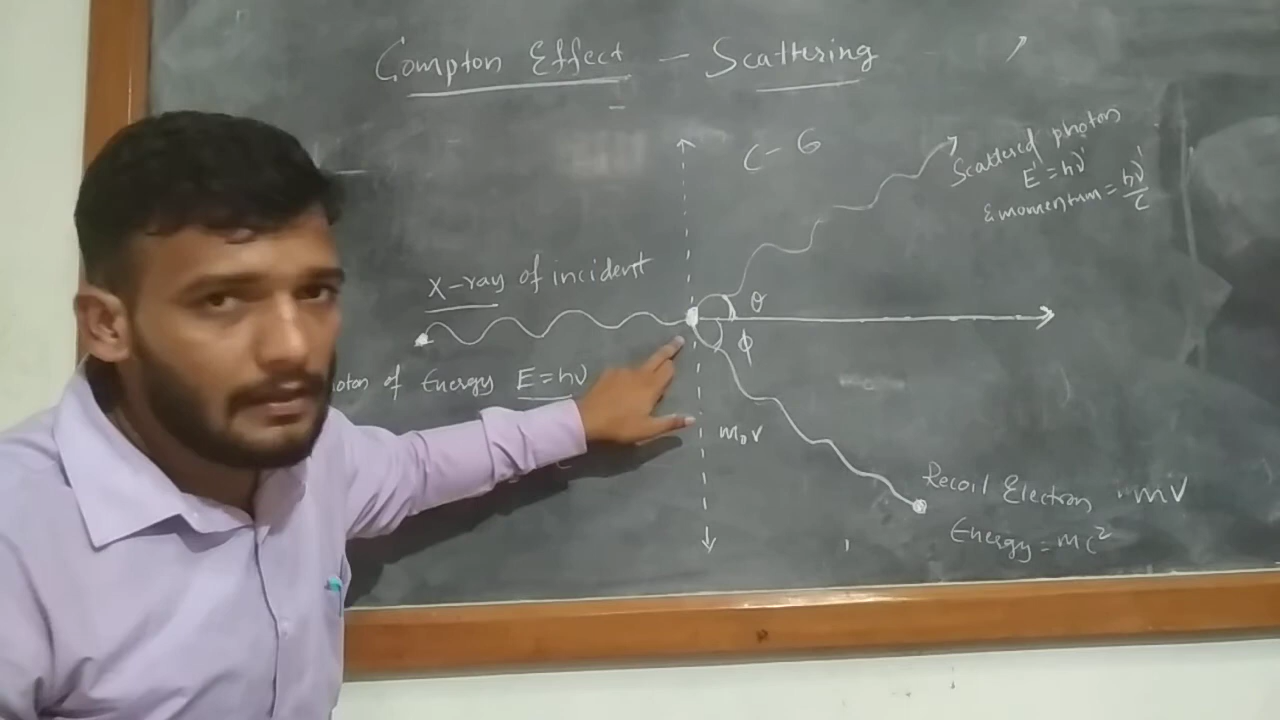 Compton Effect - Scattering
C-G
Scattered photon
E' = hν'
& momentum = hν'/c
X-ray of incident
θ
ϕ
of Energy E = hν
m₀v
Recoil Electron mV
Energy = mc²